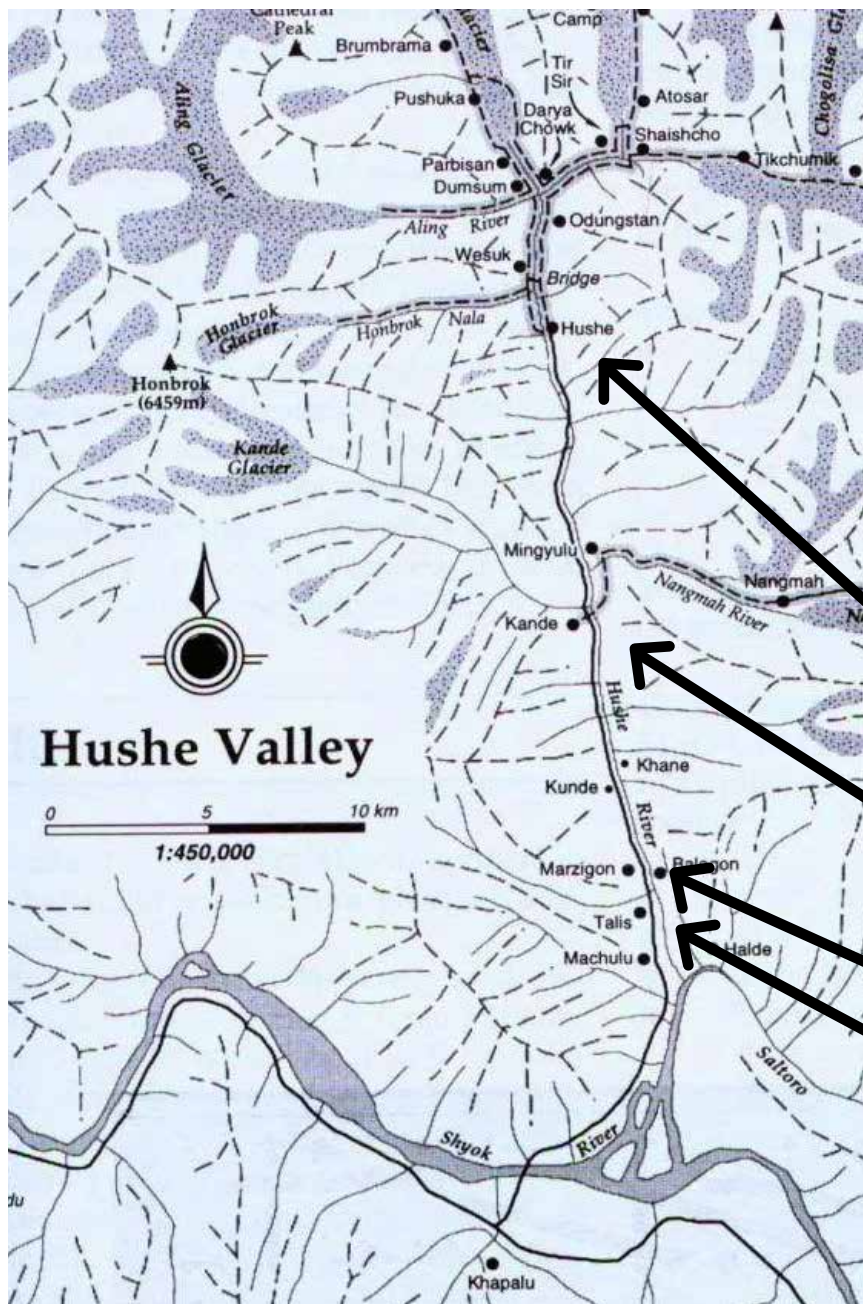 Cathedral
Peak
Glacier
Camp
Brumbrama
Tir
Sir
Pushuka
Atosar
Darya
Chowk
Shaishcho
Aling Glacier
Chogolisa
Parbisan
Tikchumik
Dumsum
Aling River
Odungstan
Wesuk
Bridge
Honbrok
Glacier
Honbrok Nala
Hushe
Honbrok
(6459m)
Kande
Glacier
Mingyulu
Nangmah
Nangmah River
Kande
Hushe River
Hushe Valley
Khane
Kunde
0 5 10 km
1:450,000
Marzigon
Talis
Halde
Machulu
Saltoro
Shyok River
Khapalu